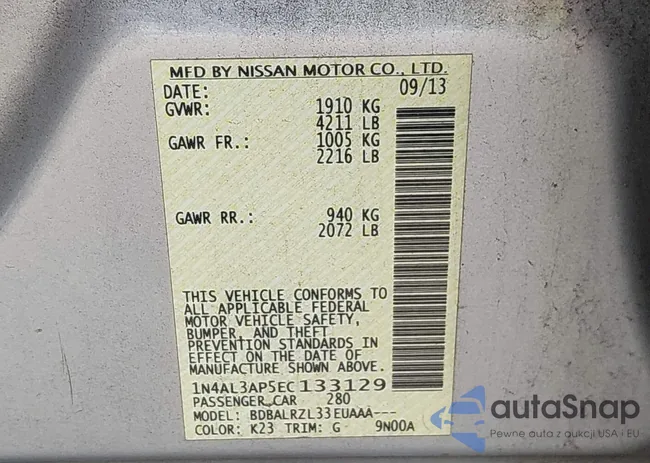 MFD BY NISSAN MOTOR CO., LTD.
DATE: 09/13
GVWR: 1910 KG
4211 LB
GAWR FR.: 1005 KG
2216 LB
GAWR RR.: 940 KG
2072 LB
THIS VEHICLE CONFORMS TO
ALL APPLICABLE FEDERAL
MOTOR VEHICLE SAFETY,
BUMPER, AND THEFT
PREVENTION STANDARDS IN
EFFECT ON THE DATE OF
MANUFACTURE SHOWN ABOVE.
1N4AL3AP5EC133129
PASSENGER CAR 280
MODEL: BDBALRZL33EUAAA---
COLOR: K23 TRIM: G 9N00A
autoSnap
Pewne auta z aukcji USA i EU